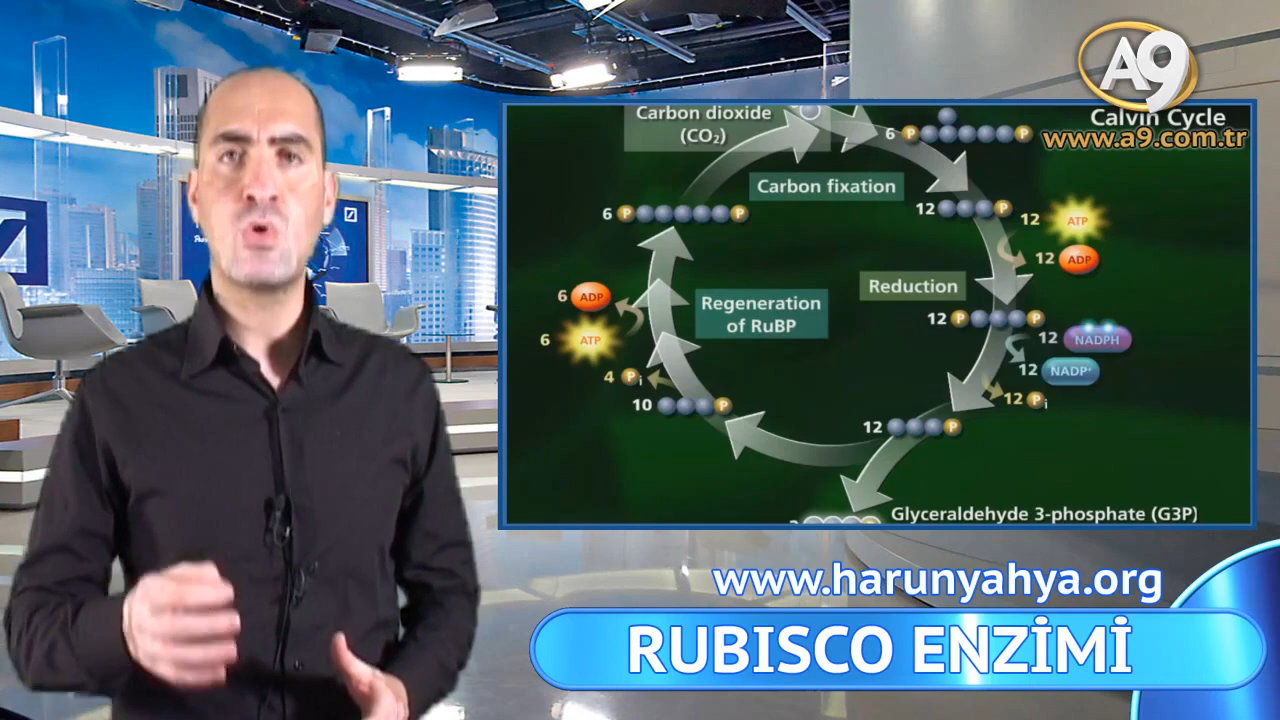 A9
www.a9.com.tr
Calvin Cycle
Carbon dioxide
(CO₂)
6 P P
Carbon fixation
6 P P
12 P
12 ATP
12 ADP
Reduction
12 P P
12 NADPH
12 NADP⁺
12 Pi
12 P
6 ADP
6 ATP
Regeneration
of RuBP
4 Pi
10 P
Glyceraldehyde 3-phosphate (G3P)
www.harunyahya.org
RUBISCO ENZİMİ